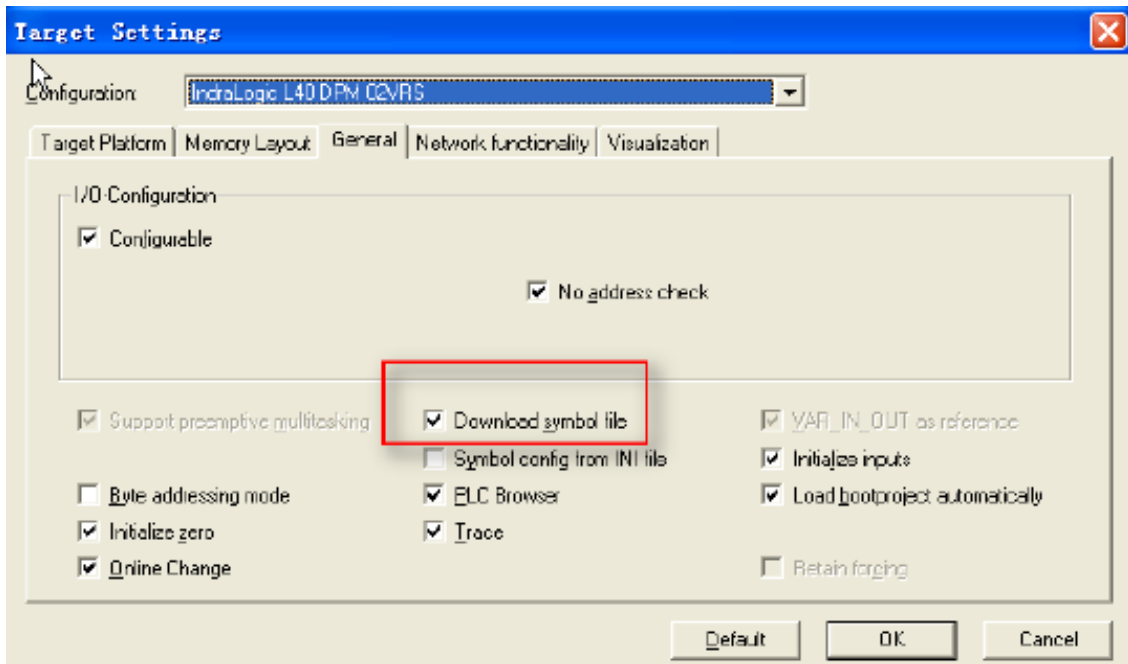 Target Settings
Configuration: IndraLogic L40 DPM 02VRS
Target Platform Memory Layout General Network functionality Visualization
I/O-Configuration
Configurable
No address check
Support preemptive multitasking Download symbol file VAR_IN_OUT as reference
Symbol config from INI file Initialize inputs
Byte addressing mode PLC Browser Load bootproject automatically
Initialize zero Trace
Online Change Retain forcing
Default OK Cancel